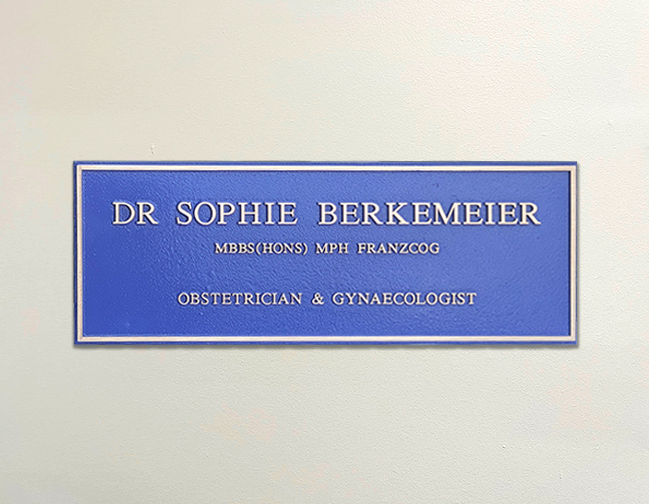 DR SOPHIE BERKEMEIER
MBBS(HONS) MPH FRANZCOG
OBSTETRICIAN & GYNAECOLOGIST